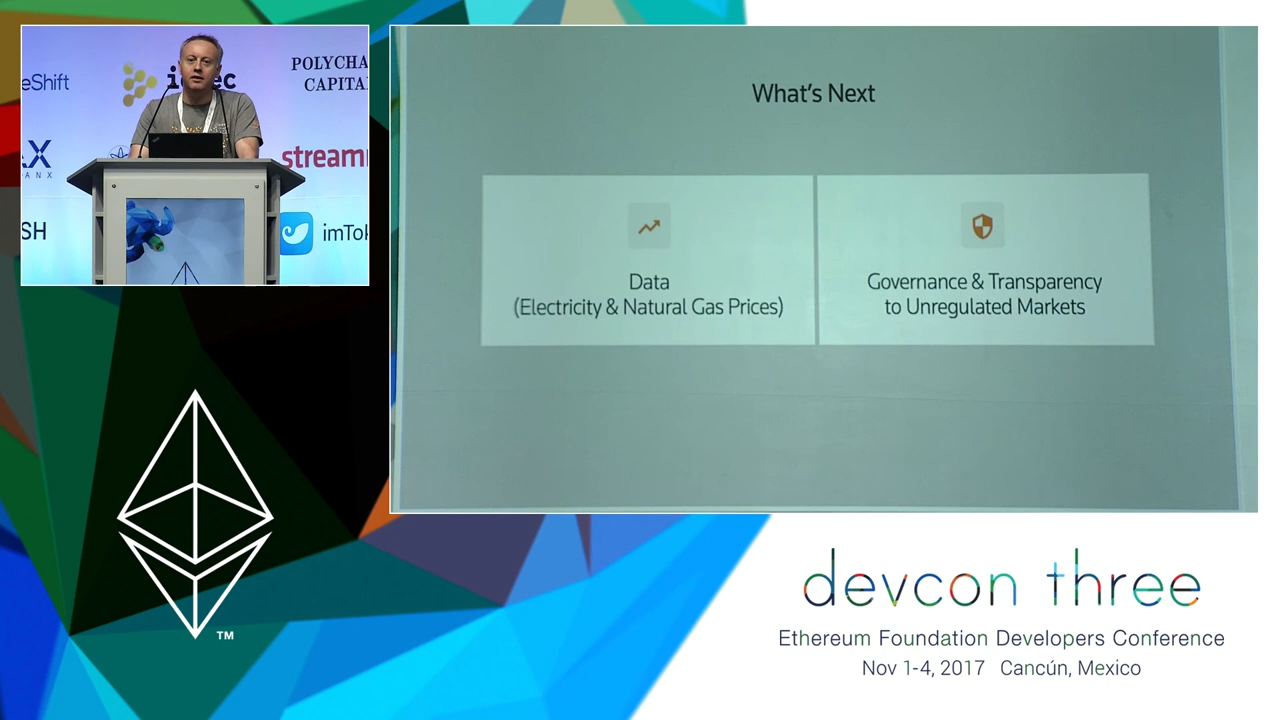 eShift
POLYCHA
CAPITA
X
ANX
stream
SH
imTok
What's Next
Data
(Electricity & Natural Gas Prices)
Governance & Transparency
to Unregulated Markets
TM
devcon three
Ethereum Foundation Developers Conference
Nov 1-4, 2017 Cancún, Mexico